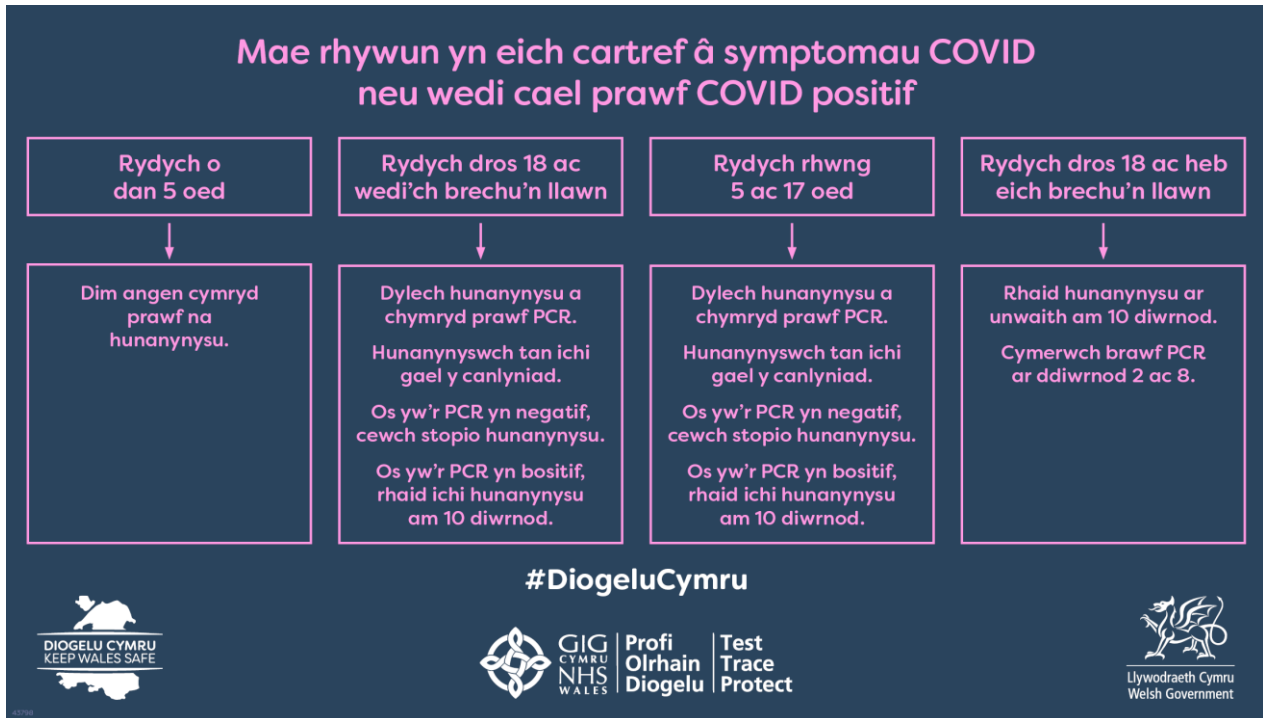 Mae rhywun yn eich cartref â symptomau COVID
neu wedi cael prawf COVID positif
Rydych o
dan 5 oed
Dim angen cymryd
prawf na
hunanynysu.
Rydych dros 18 ac
wedi’ch brechu’n llawn
Dylech hunanynysu a
chymryd prawf PCR.
Hunanynyswch tan ichi
gael y canlyniad.
Os yw’r PCR yn negatif,
cewch stopio hunanynysu.
Os yw’r PCR yn bositif,
rhaid ichi hunanynysu
am 10 diwrnod.
Rydych rhwng
5 ac 17 oed
Dylech hunanynysu a
chymryd prawf PCR.
Hunanynyswch tan ichi
gael y canlyniad.
Os yw’r PCR yn negatif,
cewch stopio hunanynysu.
Os yw’r PCR yn bositif,
rhaid ichi hunanynysu
am 10 diwrnod.
Rydych dros 18 ac heb
eich brechu’n llawn
Rhaid hunanynysu ar
unwaith am 10 diwrnod.
Cymerwch brawf PCR
ar ddiwrnod 2 ac 8.
#DiogeluCymru
DIOGELU CYMRU
KEEP WALES SAFE
GIG
CYMRU
NHS
WALES
Profi
Olrhain
Diogelu
Test
Trace
Protect
Llywodraeth Cymru
Welsh Government